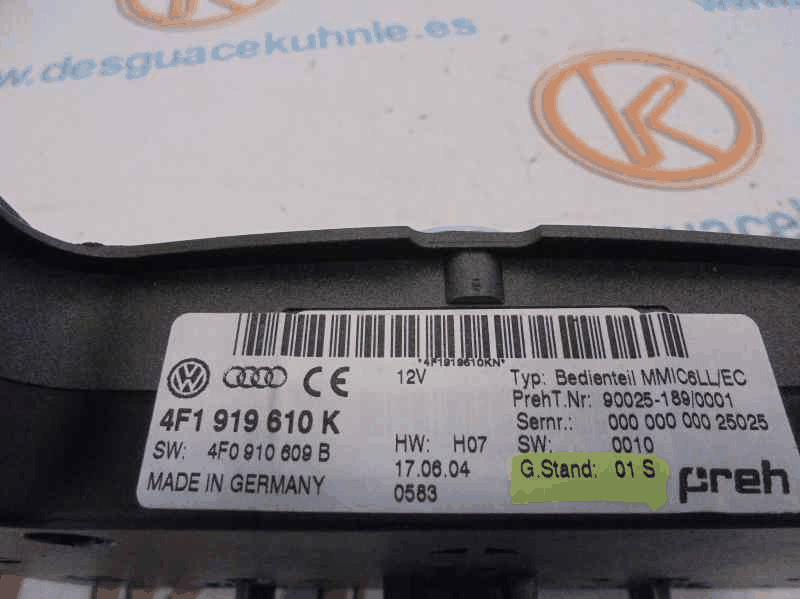 www.desguacekuhnie.es
K
guacekuhnie
*4F1919610KN*
12V
Typ: Bedienteil MMIC6LL/EC
4F1 919 610 K
PrehT.Nr: 90025-189/0001
Sernr.: 000 000 000 25025
SW: 4F0 910 609 B
HW: H07
SW: 0010
MADE IN GERMANY
17.06.04
G.Stand: 01 S
preh
0583